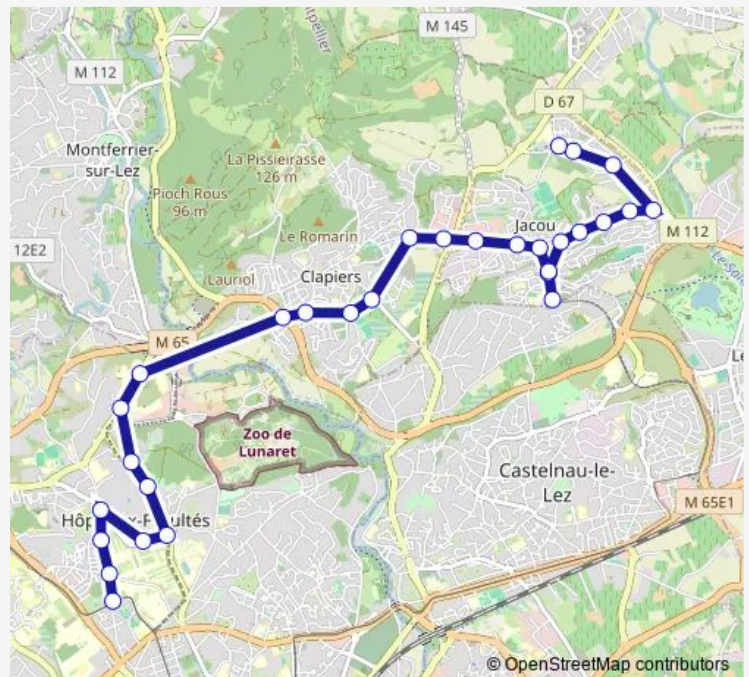 M 145
M 112
D 67
Montferrier-
sur-Lez
La Pissieirasse
126 m
Pioch Rous
96 m
Jacou
M 112
Le Romarin
12E2
Lauriol
Clapiers
M 65
Zoo de
Lunaret
Castelnau-le-
Lez
M 65E1
© OpenStreetMap contributors